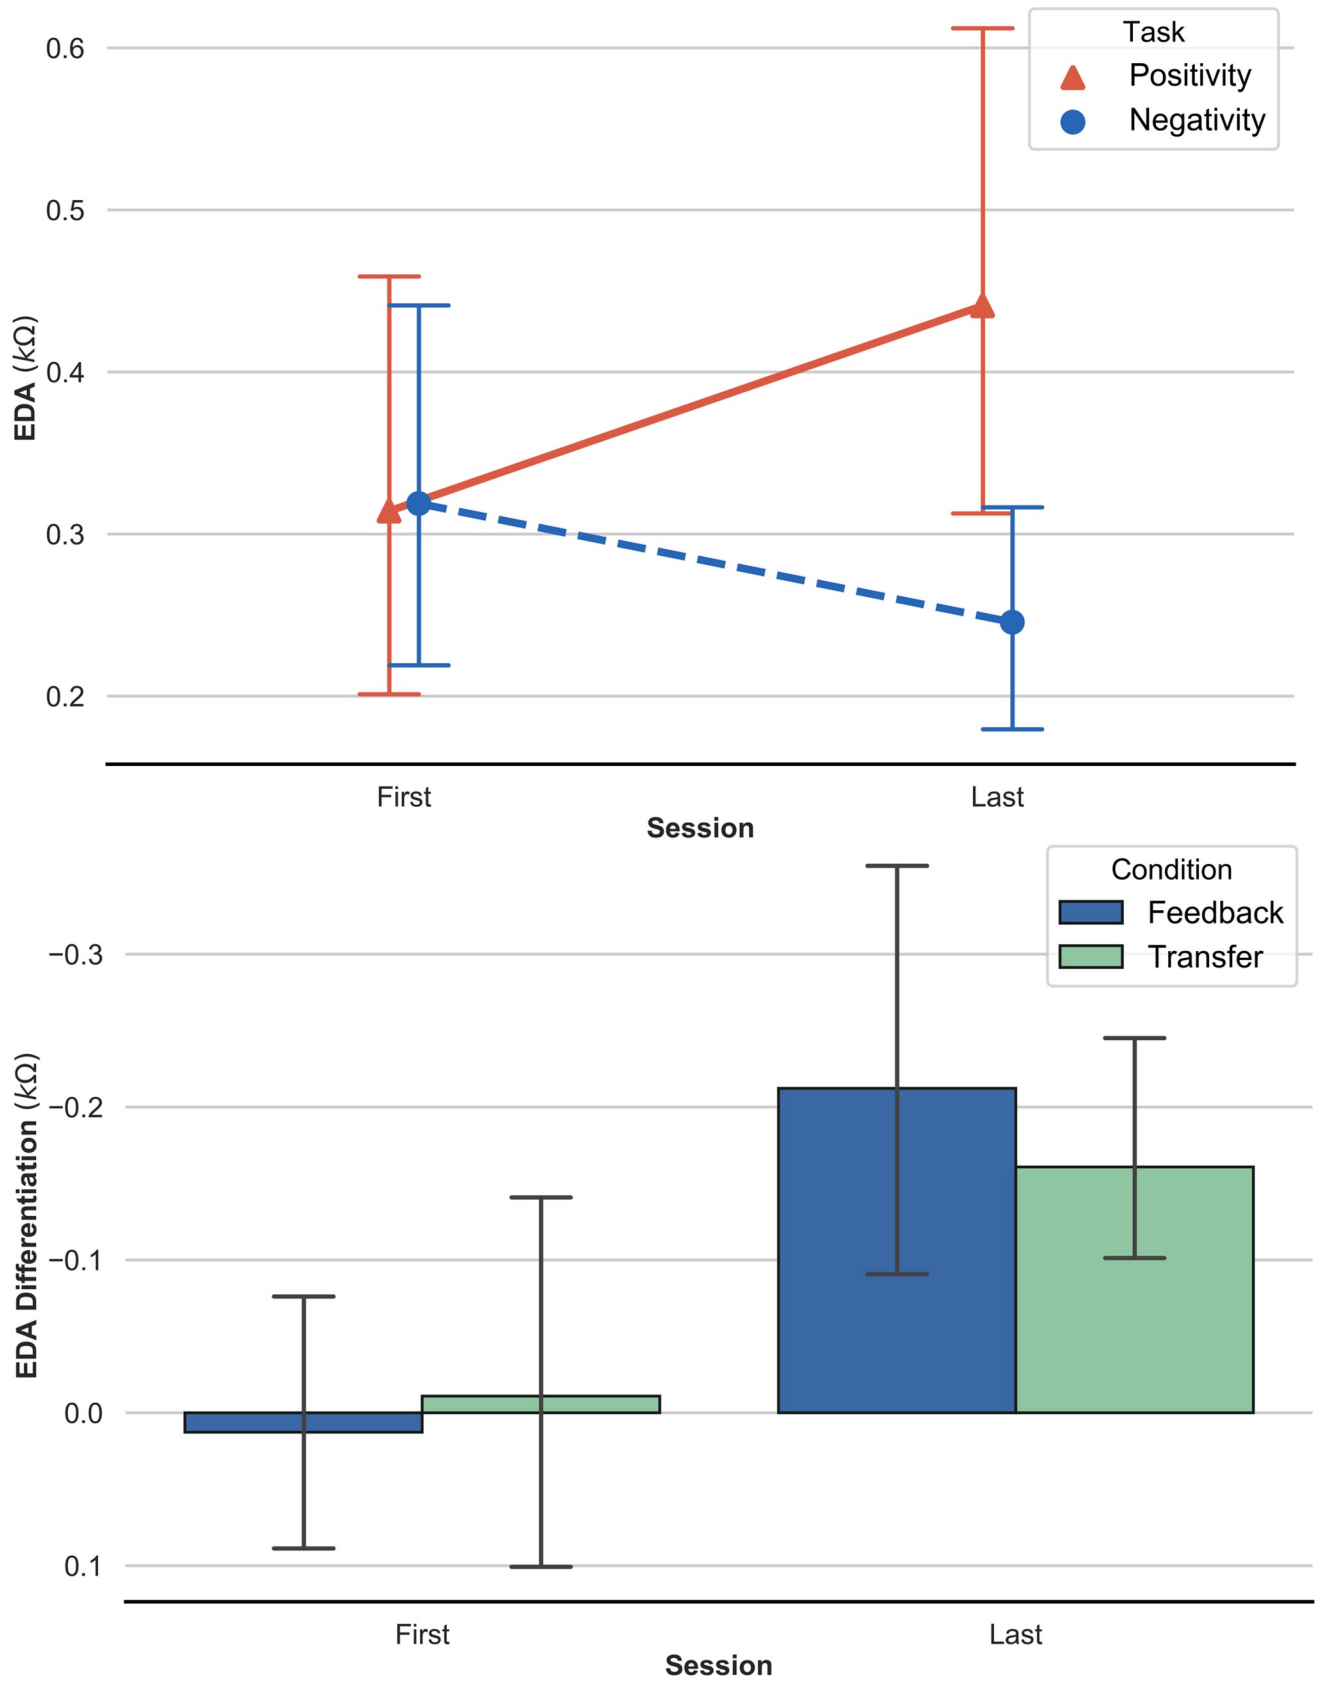 Task
Positivity
Negativity
0.6
0.5
0.4
0.3
0.2
EDA (kΩ)
First
Last
Session
Condition
Feedback
Transfer
−0.3
−0.2
−0.1
0.0
0.1
EDA Differentiation (kΩ)
First
Last
Session